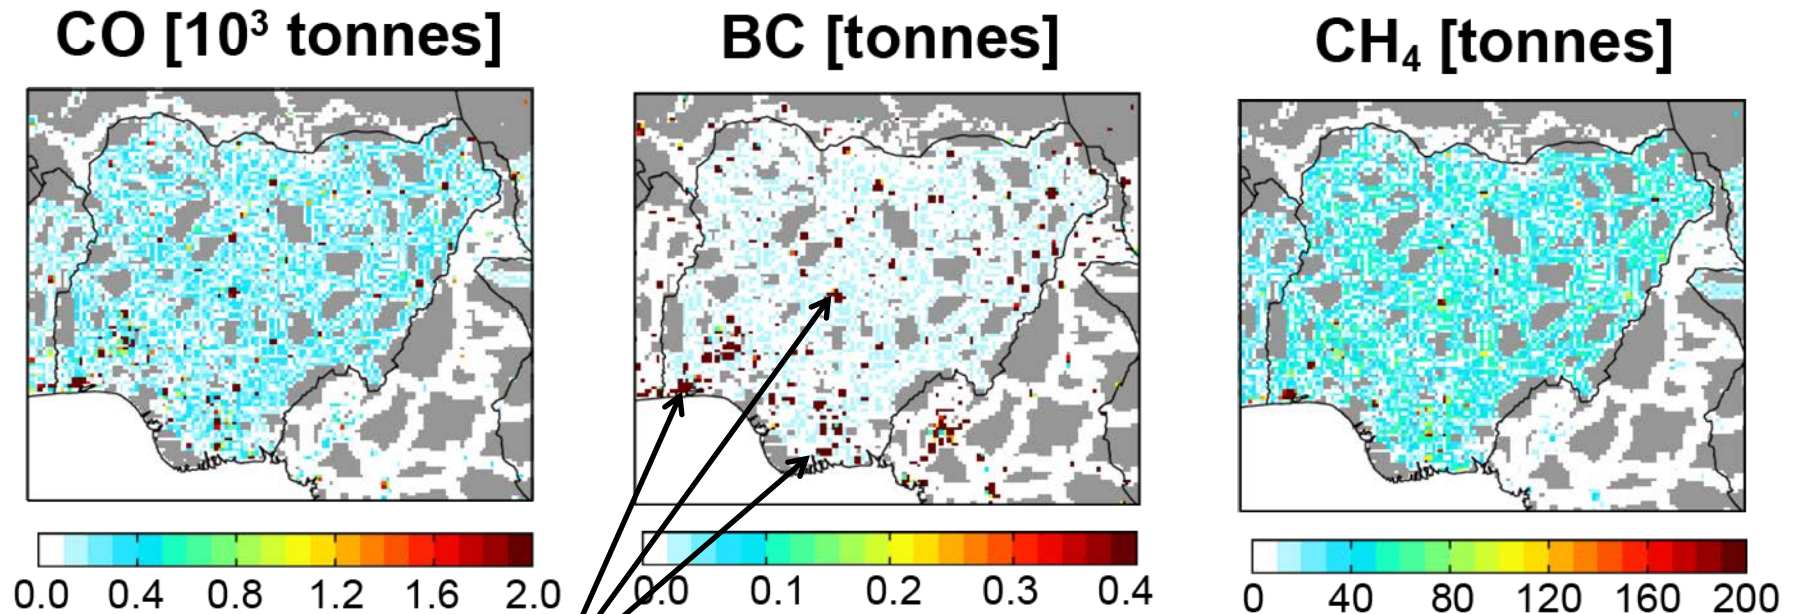 CO [10³ tonnes]
BC [tonnes]
CH₄ [tonnes]
0.0 0.4 0.8 1.2 1.6 2.0
0.0 0.1 0.2 0.3 0.4
0 40 80 120 160 200